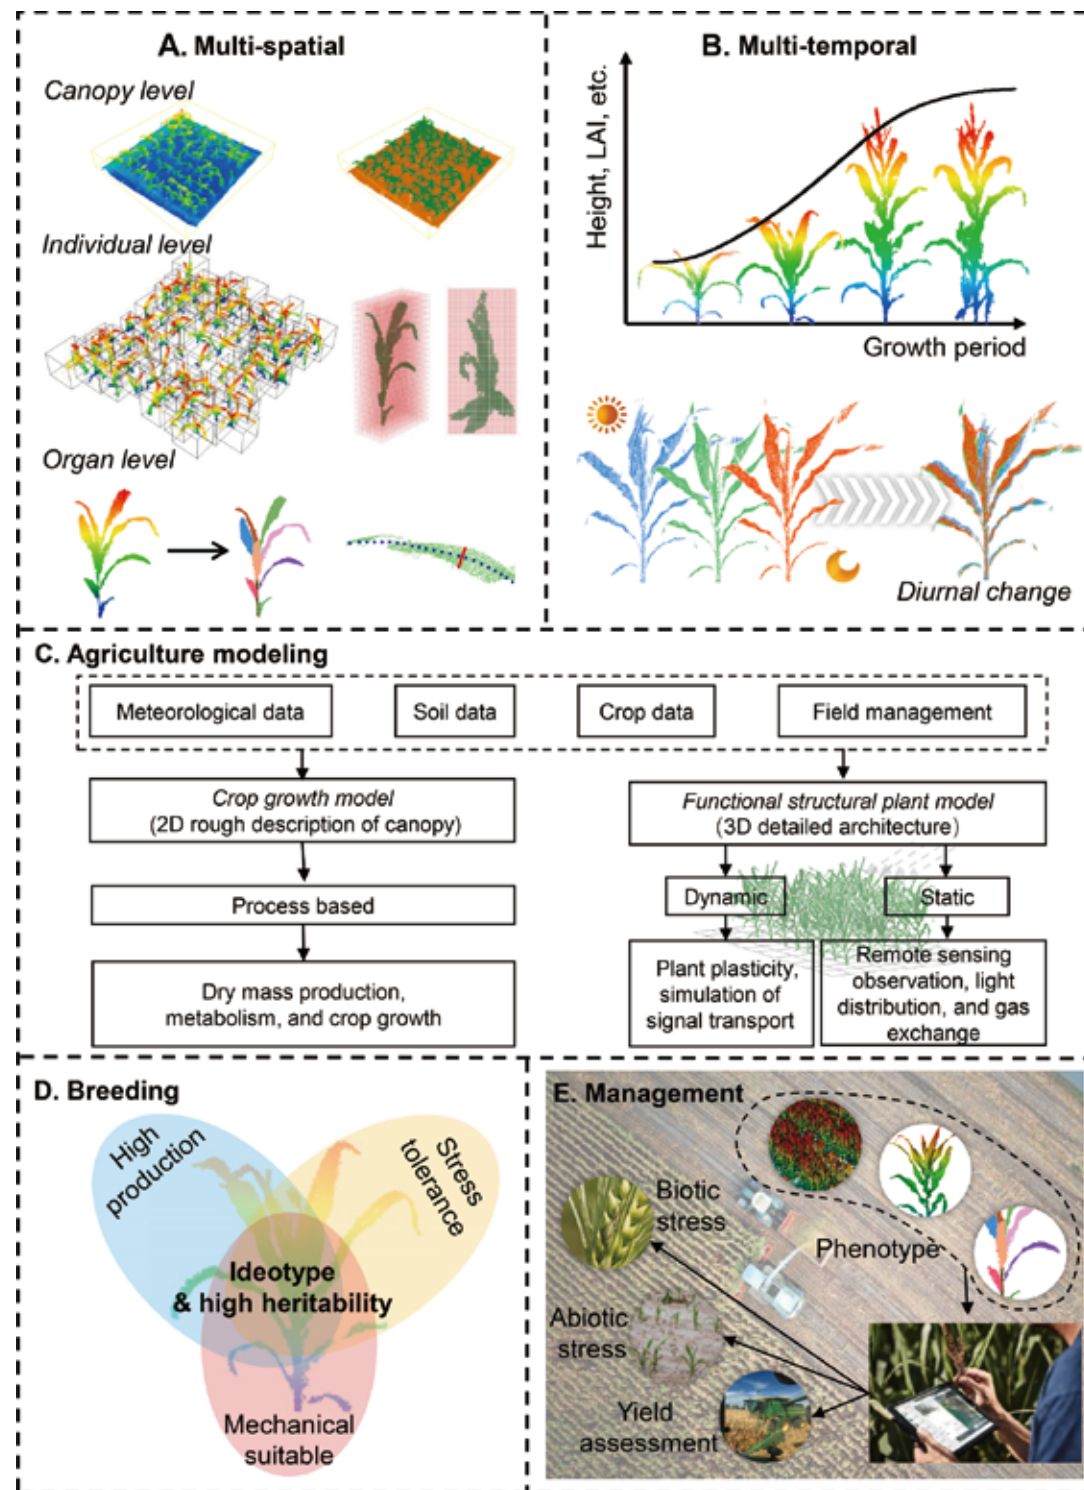 A. Multi-spatial
Canopy level
Individual level
Organ level
B. Multi-temporal
Height, LAI, etc.
Growth period
Diurnal change
C. Agriculture modeling
Meteorological data
Soil data
Crop data
Field management
Crop growth model
(2D rough description of canopy)
Process based
Dry mass production,
metabolism, and crop growth
Functional structural plant model
(3D detailed architecture)
Dynamic
Static
Plant plasticity,
simulation of
signal transport
Remote sensing
observation, light
distribution, and gas
exchange
D. Breeding
High
production
Stress
tolerance
Ideotype
& high heritability
Mechanical
suitable
E. Management
Biotic
stress
Phenotype
Abiotic
stress
Yield
assessment